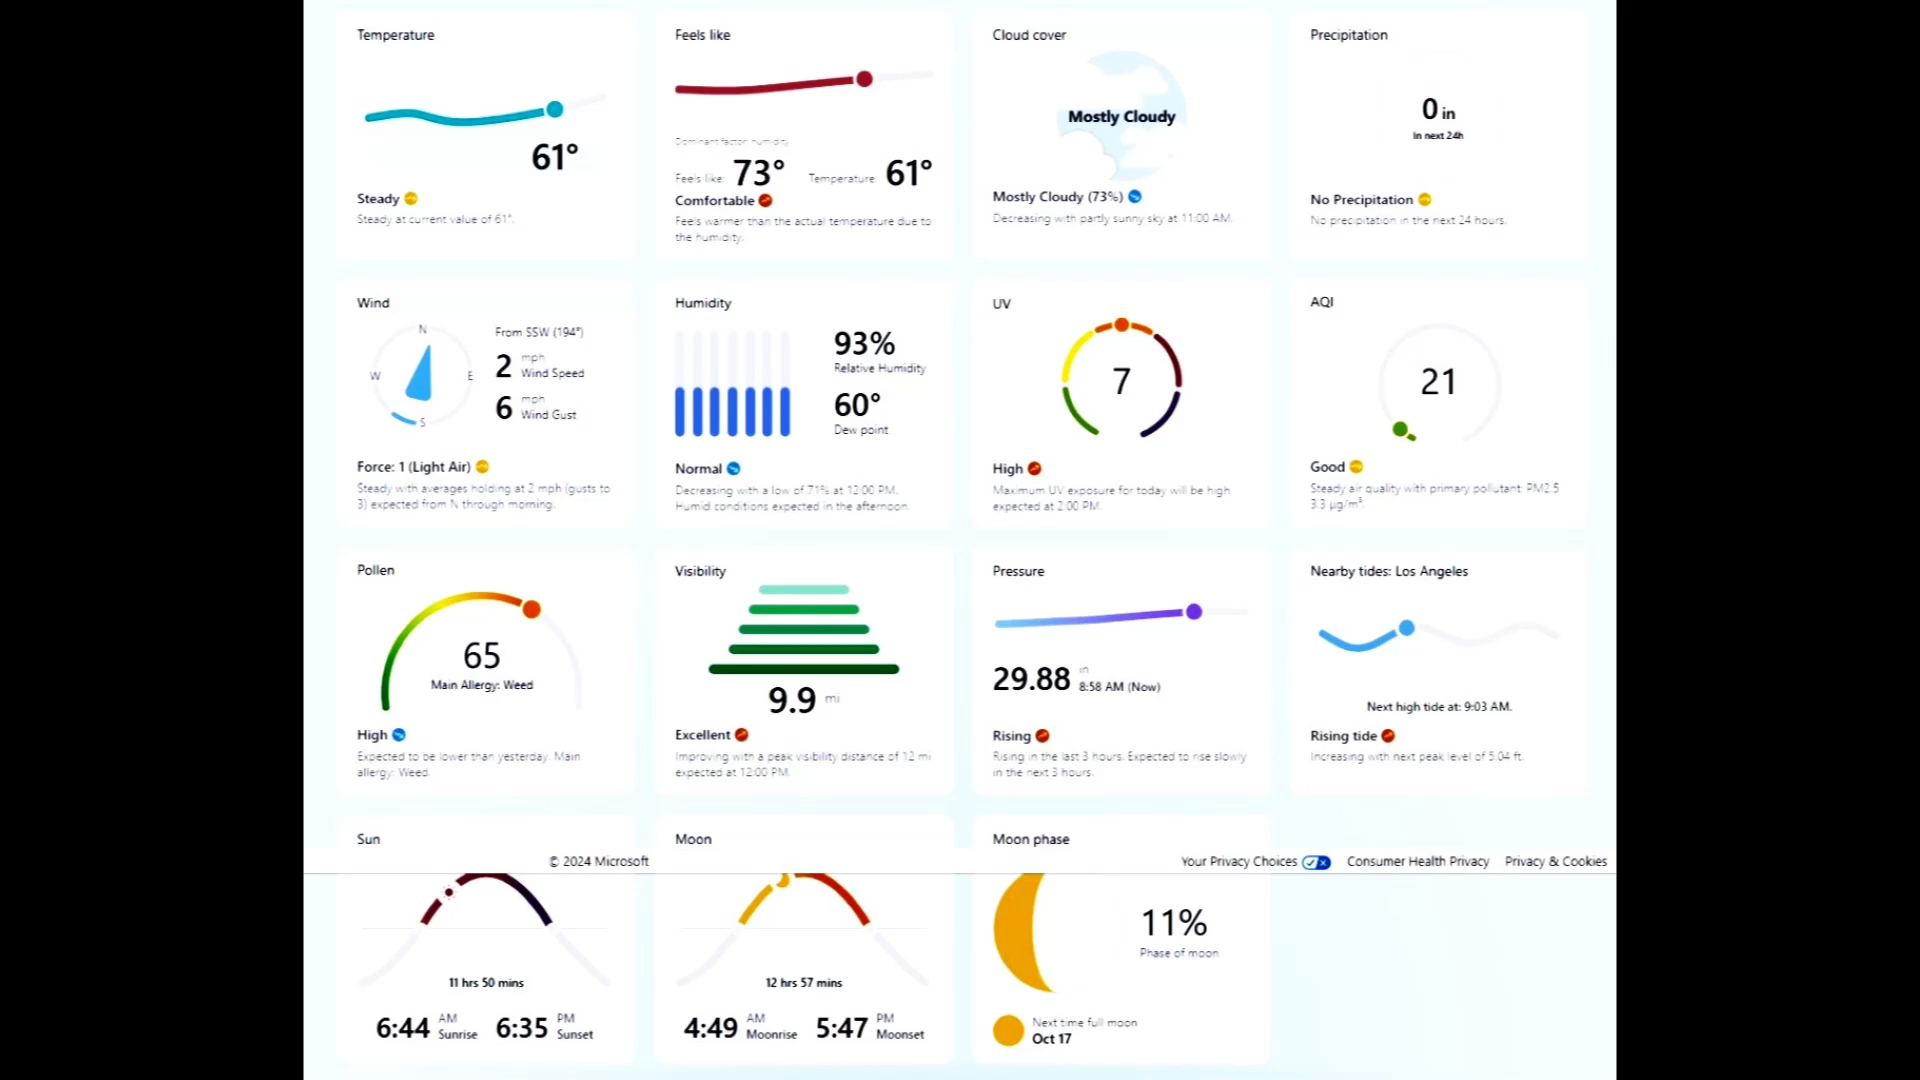 Temperature
61°
Steady
Steady at current value of 61°.
Feels like
Dominant factor: humidity
Feels like: 73° Temperature: 61°
Comfortable
Feels warmer than the actual temperature due to
the humidity.
Cloud cover
Mostly Cloudy
Mostly Cloudy (73%)
Decreasing with partly sunny sky at 11:00 AM.
Precipitation
0 in
In next 24h
No Precipitation
No precipitation in the next 24 hours.
Wind
N
W
E
S
From SSW (194°)
2 mph
Wind Speed
6 mph
Wind Gust
Force: 1 (Light Air)
Steady with averages holding at 2 mph (gusts to
3) expected from N through morning.
Humidity
93%
Relative Humidity
60°
Dew point
Normal
Decreasing with a low of 71% at 12:00 PM.
Humid conditions expected in the afternoon.
UV
7
High
Maximum UV exposure for today will be high
expected at 2:00 PM.
AQI
21
Good
Steady air quality with primary pollutant: PM2.5
3.3 μg/m³.
Pollen
65
Main Allergy: Weed
High
Expected to be lower than yesterday. Main
allergy: Weed.
Visibility
9.9 mi
Excellent
Improving with a peak visibility distance of 12 mi
expected at 12:00 PM.
Pressure
29.88 in
8:58 AM (Now)
Rising
Rising in the last 3 hours. Expected to rise slowly
in the next 3 hours.
Nearby tides: Los Angeles
Next high tide at: 9:03 AM.
Rising tide
Increasing with next peak level of 5.04 ft.
Sun
Moon
Moon phase
© 2024 Microsoft
Your Privacy Choices
Consumer Health Privacy
Privacy & Cookies
11 hrs 50 mins
6:44 AM
Sunrise
6:35 PM
Sunset
12 hrs 57 mins
4:49 AM
Moonrise
5:47 PM
Moonset
11%
Phase of moon
Next time full moon
Oct 17